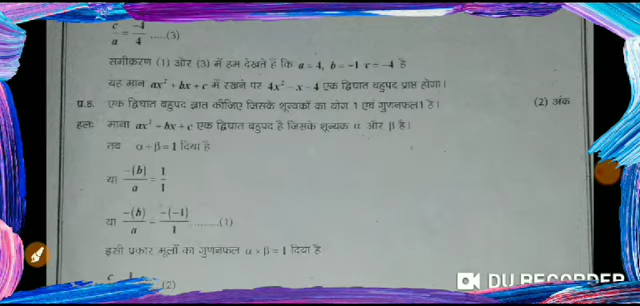 c/a = -4/4 .....(3)
समीकरण (1) और (3) में हम देखते हैं कि a = 4, b = -1 r = -4 है
यह मान ax² + bx + c में रखने पर 4x² - x - 4 एक द्विघात बहुपद प्राप्त होगा।
प्र.8. एक द्विघात बहुपद ज्ञात कीजिए जिसके शून्यकों का योग 1 एवं गुणनफल 1 है। (2) अंक
हलः माना ax² + bx + c एक द्विघात बहुपद है जिसके शून्यक α और β है।
तब α + β = 1 दिया है
या -(b)/a = 1/1
या -(b)/a = -(-1)/1 .........(1)
इसी प्रकार मूलों का गुणनफल α × β = 1 दिया है
c 1 (2)
DU RECORDER